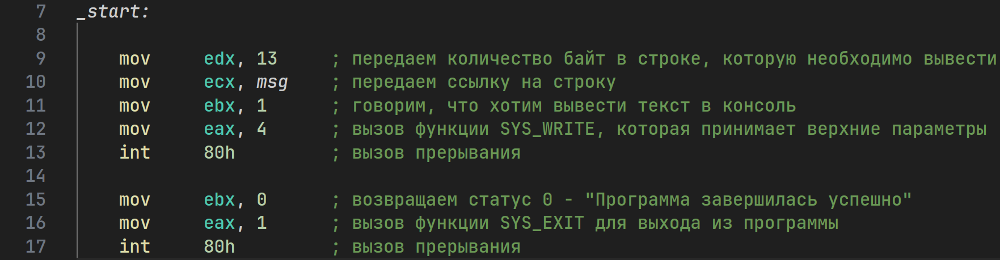 7 _start:
8
9 mov edx, 13 ; передаем количество байт в строке, которую необходимо вывести
10 mov ecx, msg ; передаем ссылку на строку
11 mov ebx, 1 ; говорим, что хотим вывести текст в консоль
12 mov eax, 4 ; вызов функции SYS_WRITE, которая принимает верхние параметры
13 int 80h ; вызов прерывания
14
15 mov ebx, 0 ; возвращаем статус 0 - "Программа завершилась успешно"
16 mov eax, 1 ; вызов функции SYS_EXIT для выхода из программы
17 int 80h ; вызов прерывания